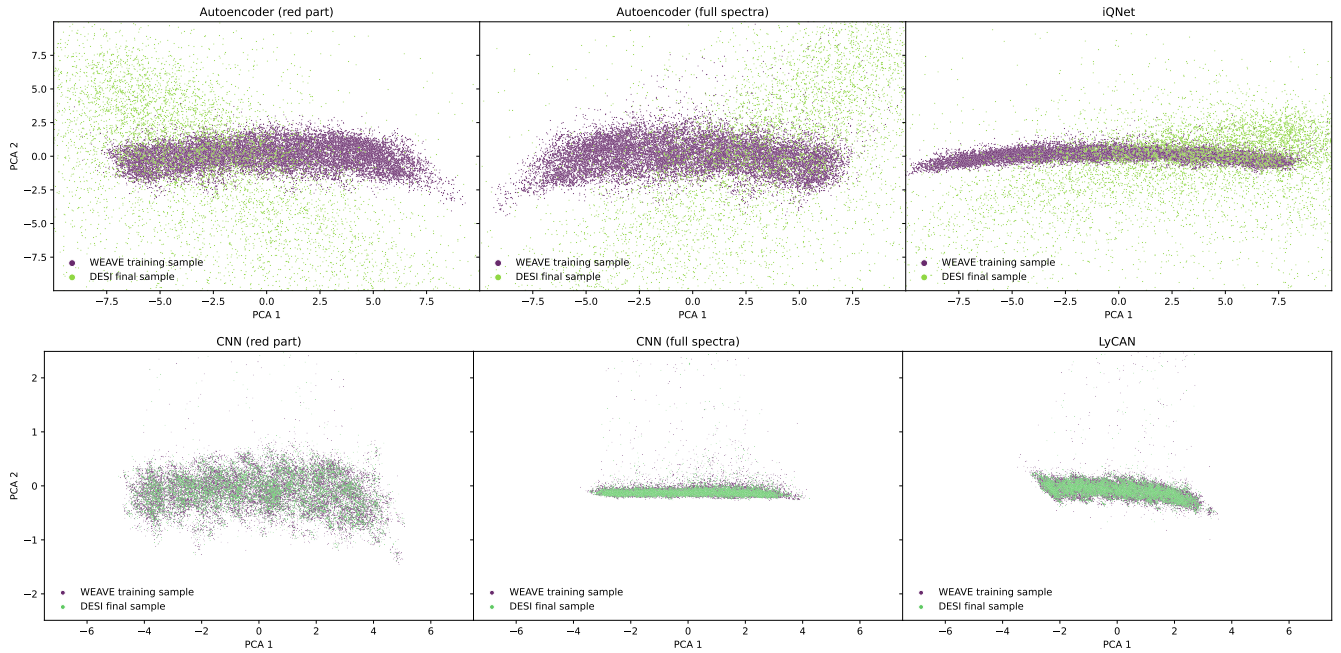 Autoencoder (red part)
Autoencoder (full spectra)
iQNet
PCA 2
7.5
5.0
2.5
0.0
−2.5
−5.0
−7.5
WEAVE training sample
DESI final sample
WEAVE training sample
DESI final sample
WEAVE training sample
DESI final sample
−7.5 −5.0 −2.5 0.0 2.5 5.0 7.5
−7.5 −5.0 −2.5 0.0 2.5 5.0 7.5
−7.5 −5.0 −2.5 0.0 2.5 5.0 7.5
PCA 1
PCA 1
PCA 1
CNN (red part)
CNN (full spectra)
LyCAN
PCA 2
2
1
0
−1
−2
WEAVE training sample
DESI final sample
WEAVE training sample
DESI final sample
WEAVE training sample
DESI final sample
−6 −4 −2 0 2 4 6
−6 −4 −2 0 2 4 6
−6 −4 −2 0 2 4 6
PCA 1
PCA 1
PCA 1